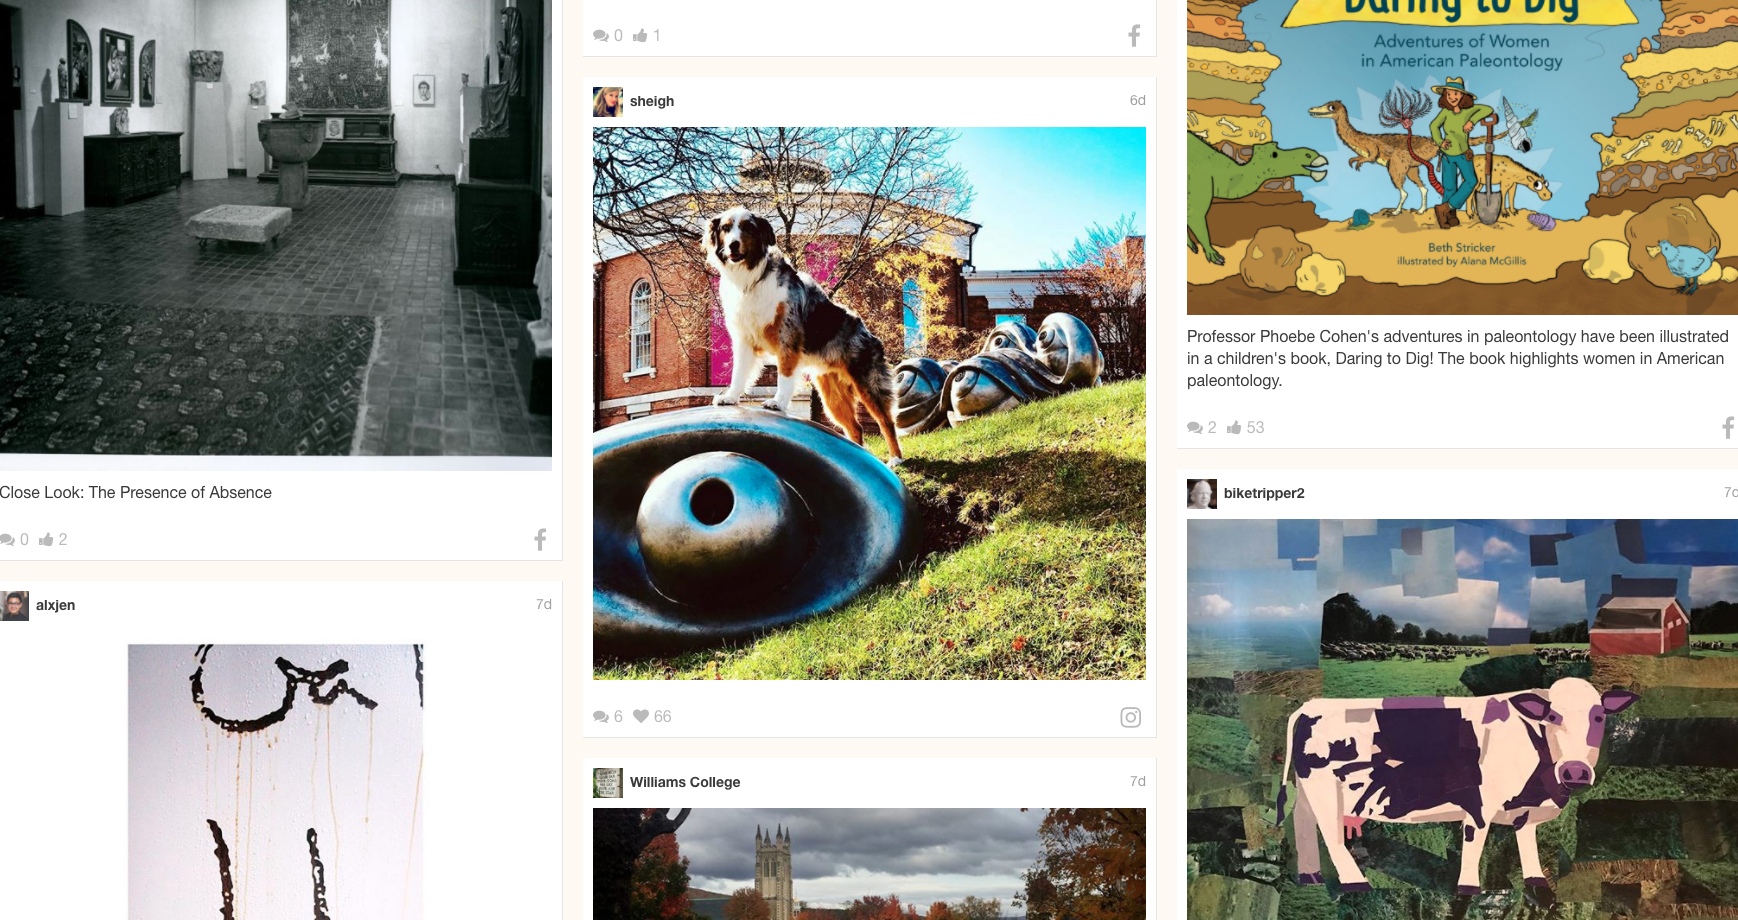 Close Look: The Presence of Absence
0 2
alxjen 7d
0 1
sheigh 6d
6 66
Williams College 7d
Daring to Dig
Adventures of Women
in American Paleontology
Beth Stricker
illustrated by Alana McGillis
Professor Phoebe Cohen's adventures in paleontology have been illustrated
in a children's book, Daring to Dig! The book highlights women in American
paleontology.
2 53
biketripper2 7d